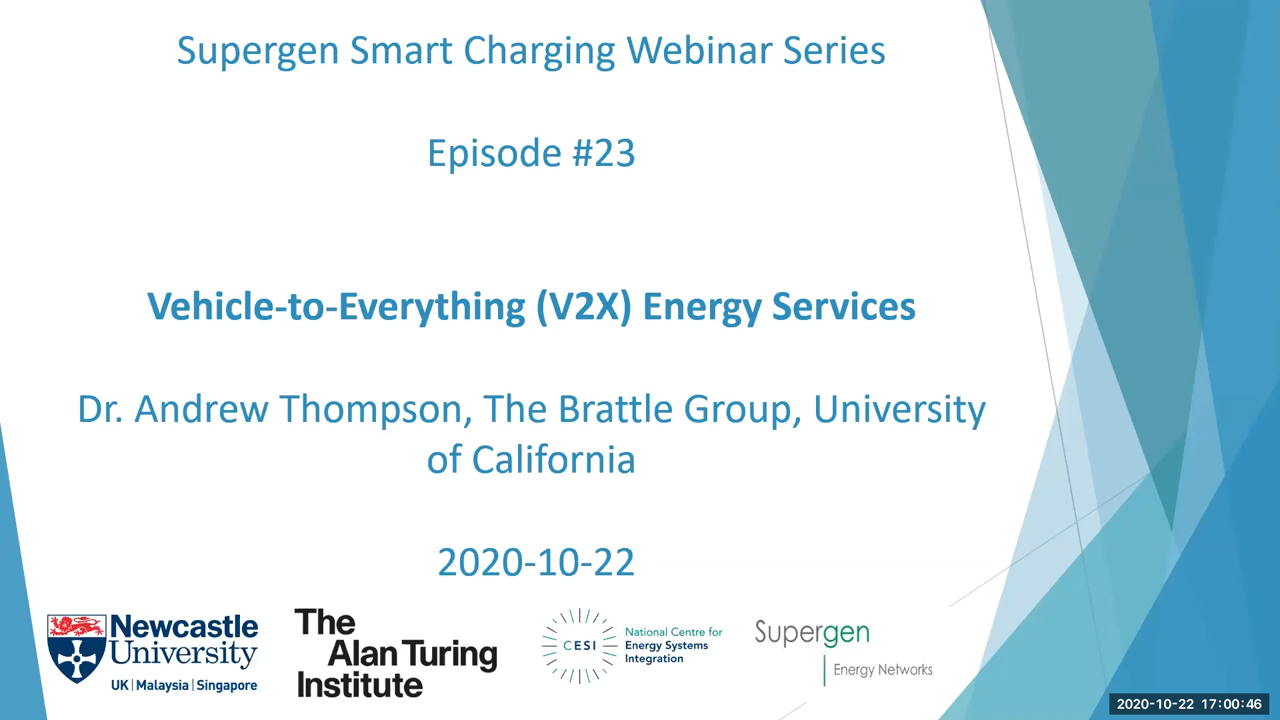 Supergen Smart Charging Webinar Series
Episode #23
Vehicle-to-Everything (V2X) Energy Services
Dr. Andrew Thompson, The Brattle Group, University
of California
2020-10-22
Newcastle
University
UK | Malaysia | Singapore
The
Alan Turing
Institute
CESI
National Centre for
Energy Systems
Integration
Supergen
Energy Networks
2020-10-22 17:00:46